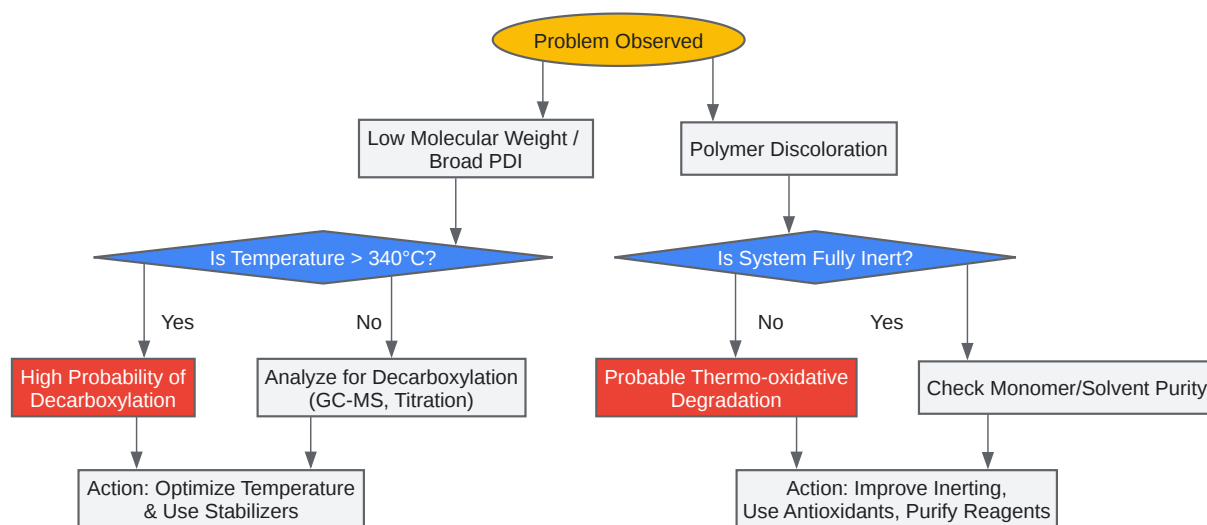 Problem Observed
Low Molecular Weight /
Broad PDI
Polymer Discoloration
Is Temperature > 340°C?
Is System Fully Inert?
Yes
No
No
Yes
High Probability of
Decarboxylation
Analyze for Decarboxylation
(GC-MS, Titration)
Probable Thermo-oxidative
Degradation
Check Monomer/Solvent Purity
Action: Optimize Temperature
& Use Stabilizers
Action: Improve Inerting,
Use Antioxidants, Purify Reagents